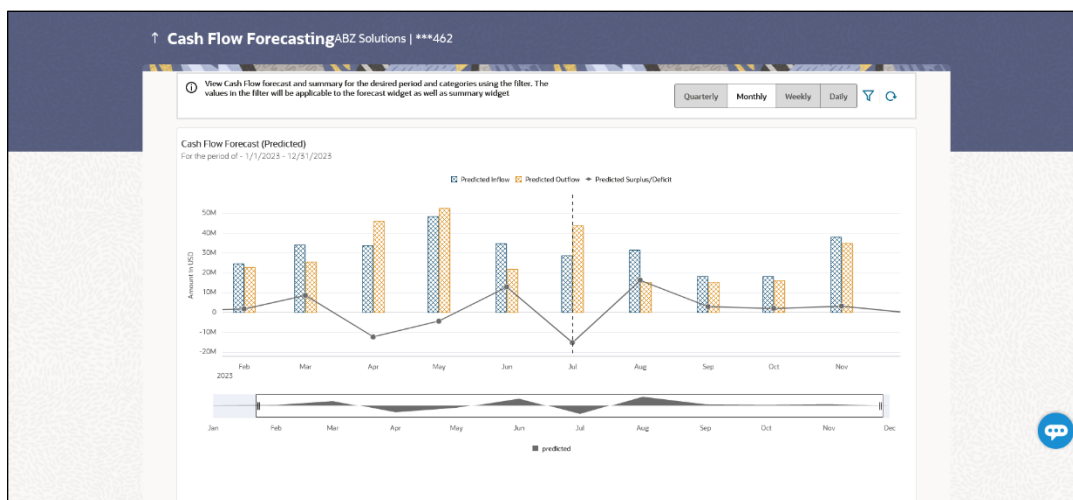 ↑ Cash Flow Forecasting ABZ Solutions | ***462
View Cash Flow forecast and summary for the desired period and categories using the filter. The
values in the filter will be applicable to the forecast widget as well as summary widget
Quarterly Monthly Weekly Daily
Cash Flow Forecast (Predicted)
For the period of - 1/1/2023 - 12/31/2023
Predicted Inflow Predicted Outflow Predicted Surplus/Deficit
Amount in USD
50M
40M
30M
20M
10M
0
-10M
-20M
Feb Mar Apr May Jun Jul Aug Sep Oct Nov
2023
Jan Feb Mar Apr May Jun Jul Aug Sep Oct Nov Dec
predicted